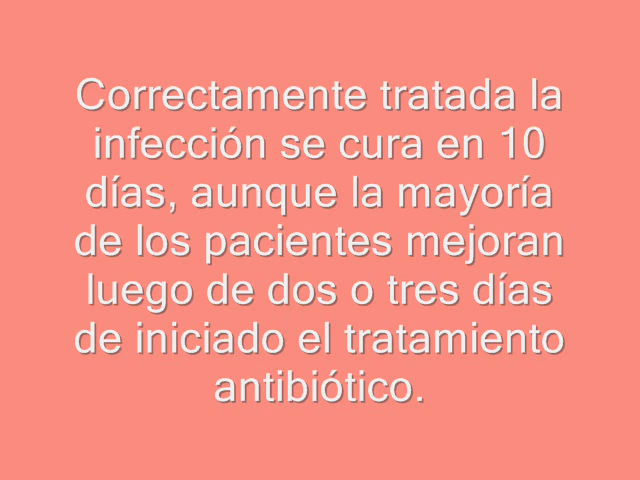 Correctamente tratada la
infección se cura en 10
días, aunque la mayoría
de los pacientes mejoran
luego de dos o tres días
de iniciado el tratamiento
antibiótico.